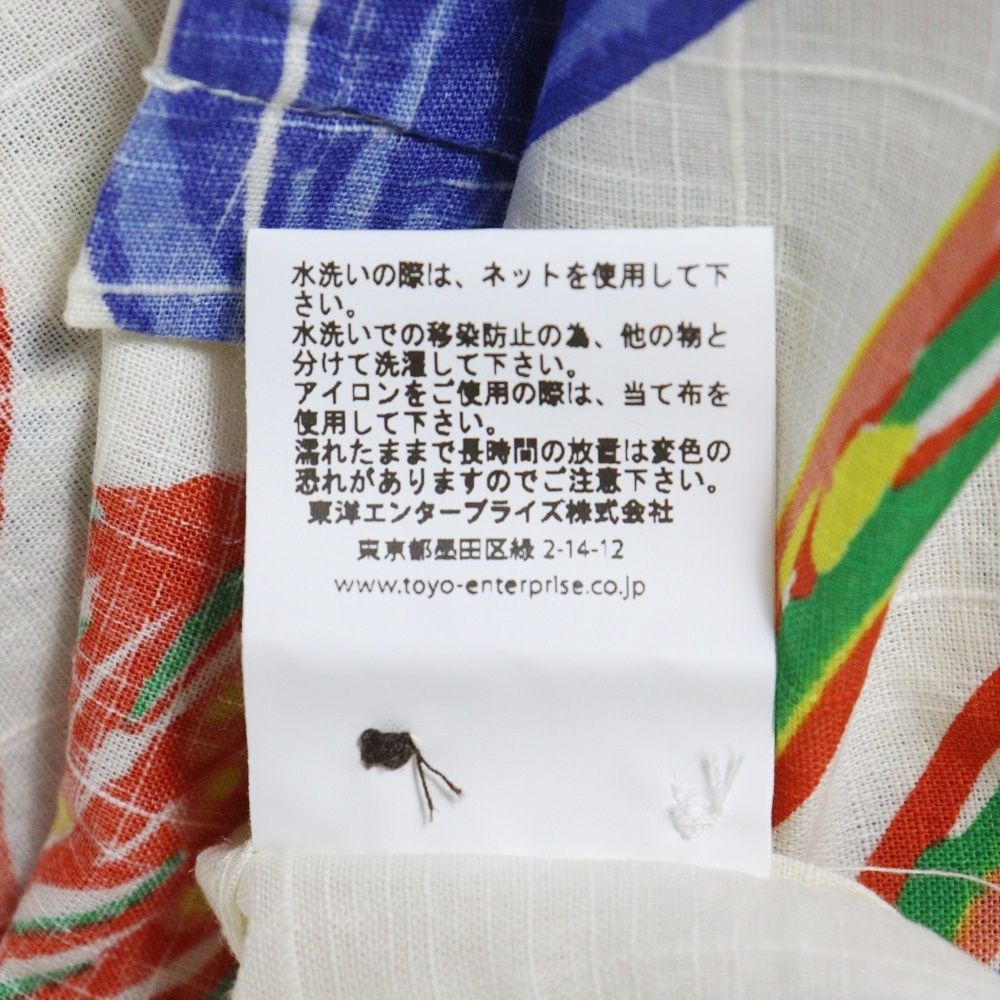 水洗いの際は、ネットを使用して下
さい。
水洗いでの移染防止の為、他の物と
分けて洗濯して下さい。
アイロンをご使用の際は、当て布を
使用して下さい。
濡れたままで長時間の放置は変色の
恐れがありますのでご注意下さい。
東洋エンタープライズ株式会社
東京都墨田区緑 2-14-12
www.toyo-enterprise.co.jp